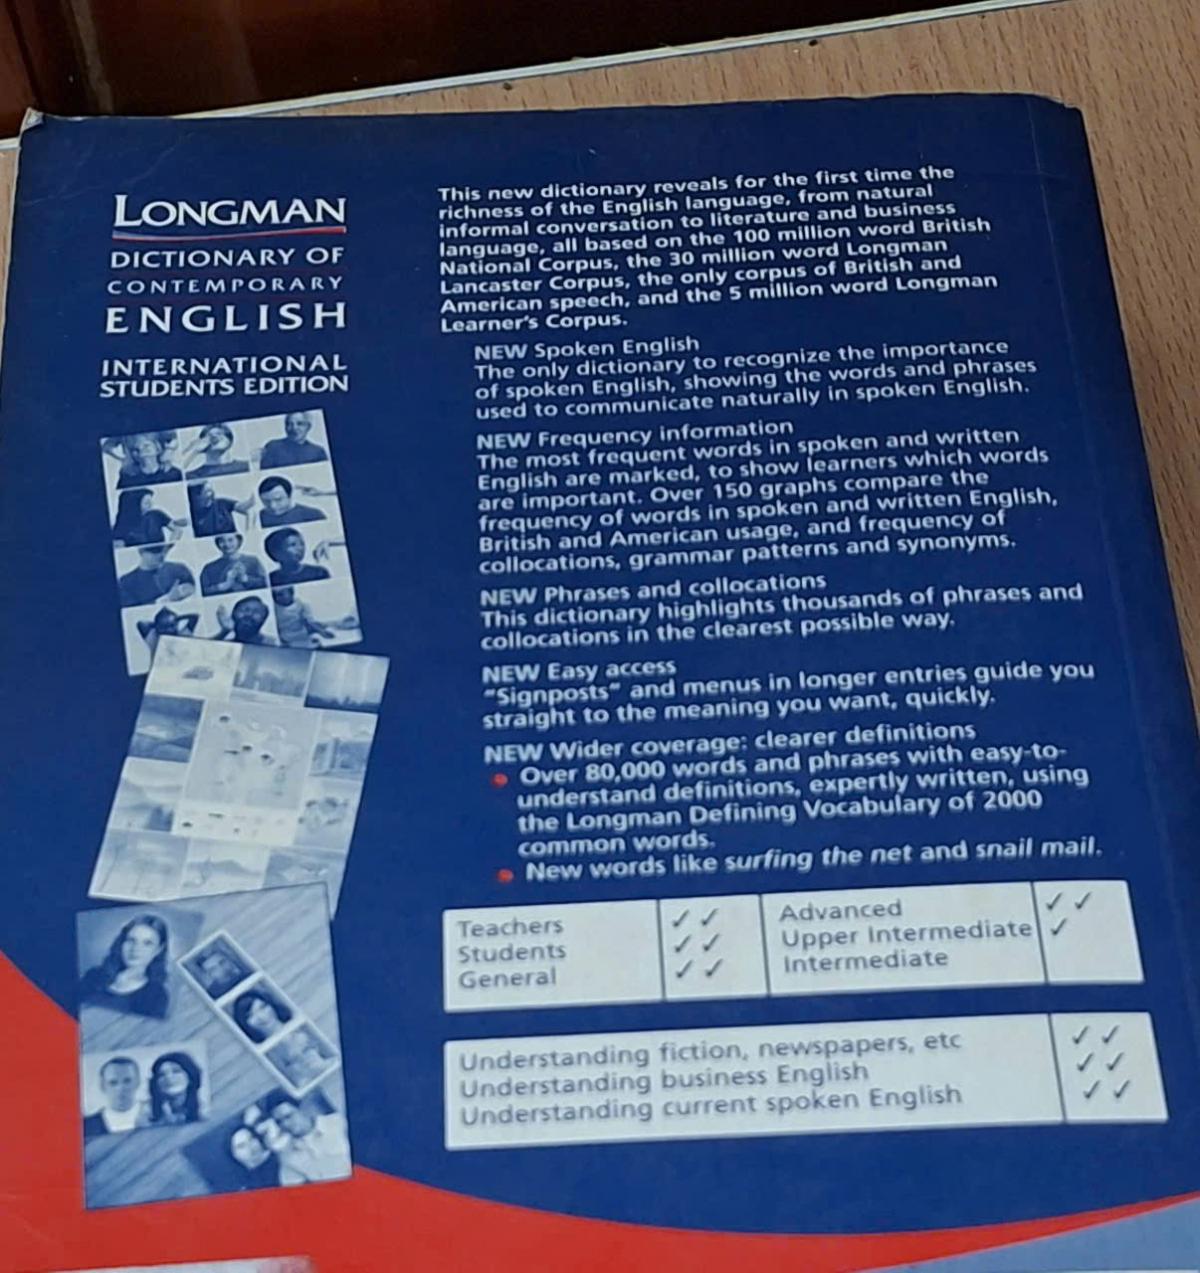 LONGMAN
DICTIONARY OF
CONTEMPORARY
ENGLISH
INTERNATIONAL
STUDENTS EDITION
This new dictionary reveals for the first time the
richness of the English language, from natural
informal conversation to literature and business
language, all based on the 100 million word British
National Corpus, the 30 million word Longman
Lancaster Corpus, the only corpus of British and
American speech, and the 5 million word Longman
Learner's Corpus.
NEW Spoken English
The only dictionary to recognize the importance
of spoken English, showing the words and phrases
used to communicate naturally in spoken English.
NEW Frequency information
The most frequent words in spoken and written
English are marked, to show learners which words
are important. Over 150 graphs compare the
frequency of words in spoken and written English,
British and American usage, and frequency of
collocations, grammar patterns and synonyms.
NEW Phrases and collocations
This dictionary highlights thousands of phrases and
collocations in the clearest possible way.
NEW Easy access
"Signposts" and menus in longer entries guide you
straight to the meaning you want, quickly.
NEW Wider coverage: clearer definitions
• Over 80,000 words and phrases with easy-to-
understand definitions, expertly written, using
the Longman Defining Vocabulary of 2000
common words.
• New words like surfing the net and snail mail.
Teachers ✓ ✓
Students ✓ ✓
General ✓ ✓
Advanced ✓ ✓
Upper Intermediate ✓
Intermediate
Understanding fiction, newspapers, etc ✓ ✓
Understanding business English ✓ ✓
Understanding current spoken English ✓ ✓